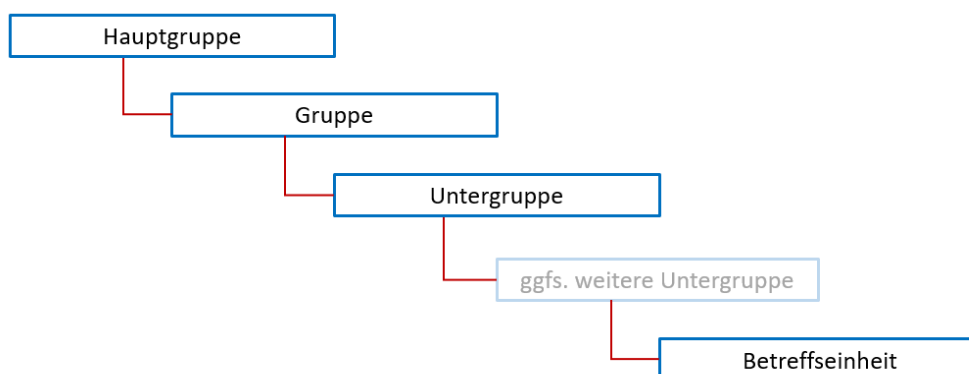 Hauptgruppe
Gruppe
Untergruppe
ggfs. weitere Untergruppe
Betreffseinheit